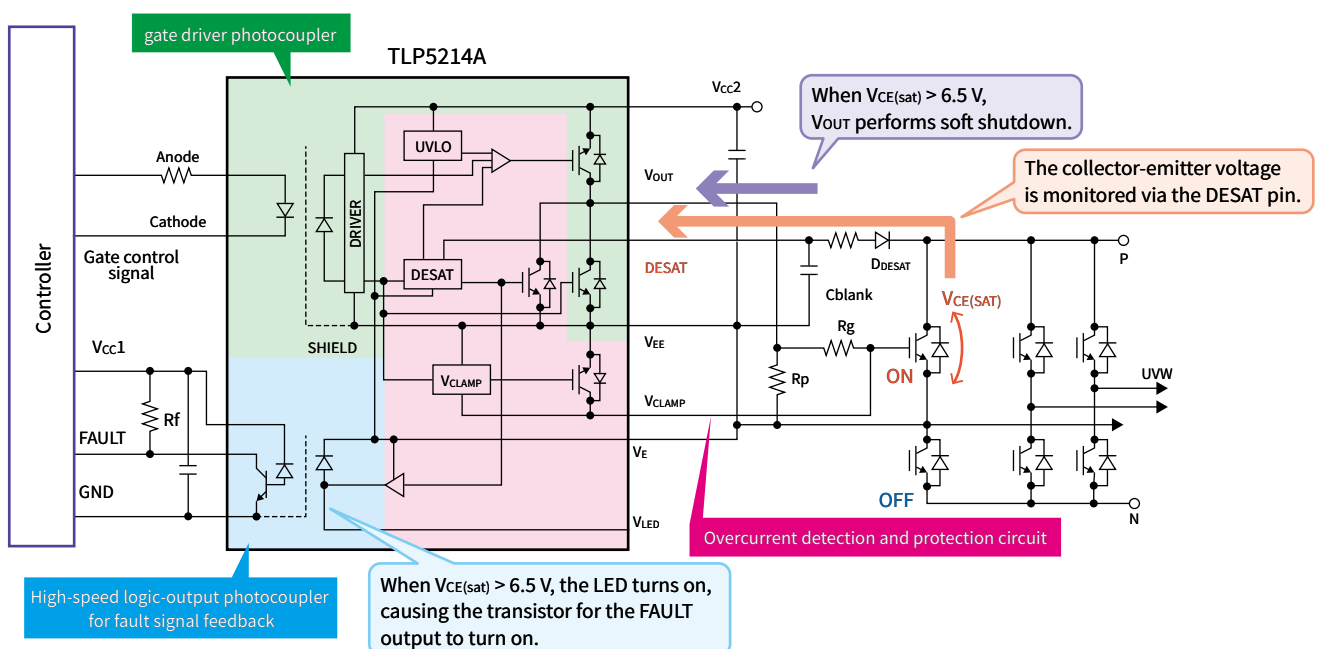 gate driver photocoupler
TLP5214A
VCC2
When VCE(sat) > 6.5 V,
VOUT performs soft shutdown.
The collector-emitter voltage
is monitored via the DESAT pin.
Controller
Anode
Cathode
Gate control
signal
VCC1
Rf
FAULT
GND
UVLO
DRIVER
DESAT
SHIELD
VCLAMP
VOUT
DESAT
VEE
VCLAMP
VE
VLED
DDESAT
Cblank
Rg
Rp
VCE(SAT)
ON
OFF
P
UVW
N
Overcurrent detection and protection circuit
High-speed logic-output photocoupler
for fault signal feedback
When VCE(sat) > 6.5 V, the LED turns on,
causing the transistor for the FAULT
output to turn on.